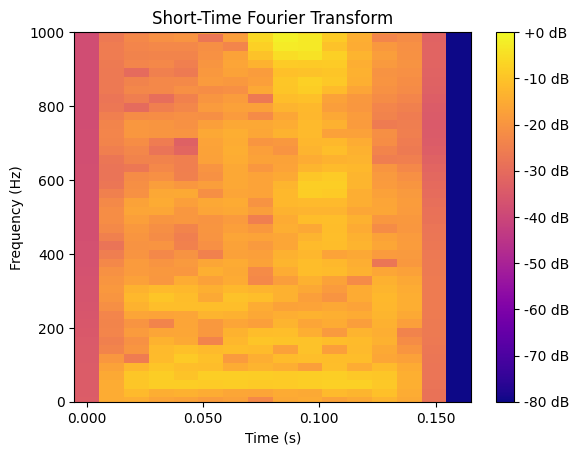 Short-Time Fourier Transform
1000
800
600
400
200
0
Frequency (Hz)
0.000
0.050
0.100
0.150
Time (s)
+0 dB
-10 dB
-20 dB
-30 dB
-40 dB
-50 dB
-60 dB
-70 dB
-80 dB